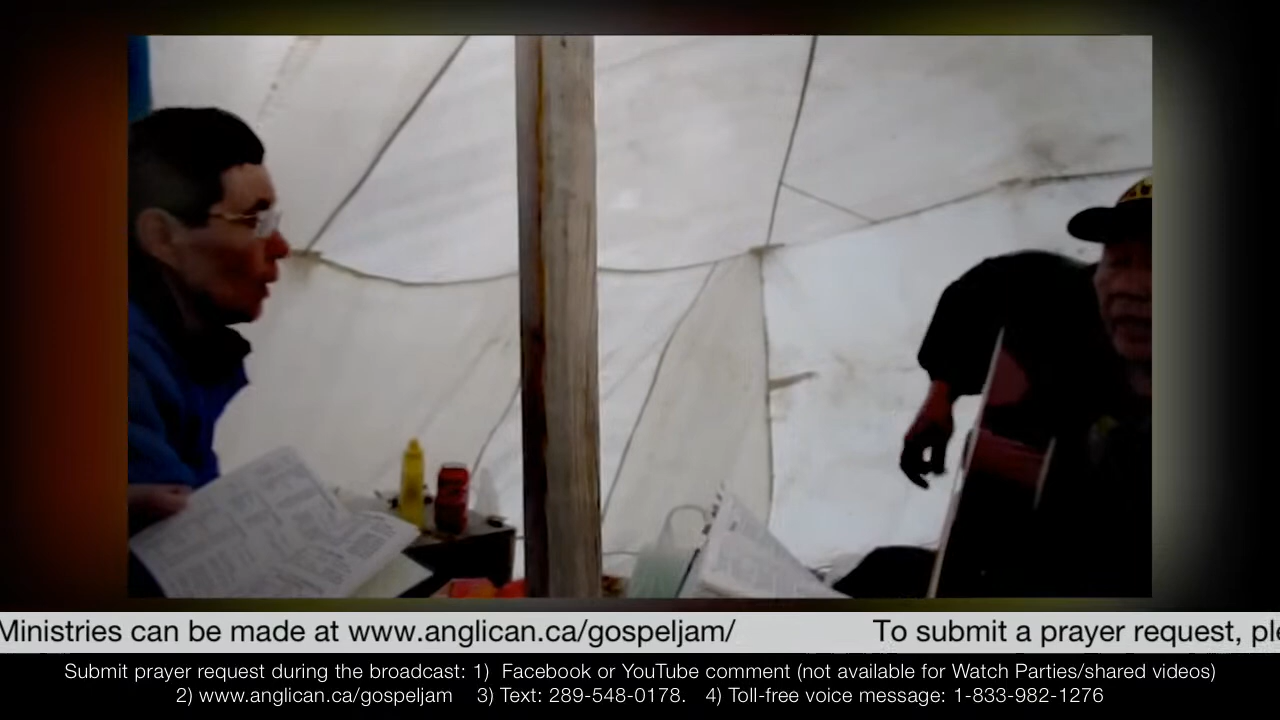 Ministries can be made at www.anglican.ca/gospeljam/ To submit a prayer request, ple
Submit prayer request during the broadcast: 1) Facebook or YouTube comment (not available for Watch Parties/shared videos)
2) www.anglican.ca/gospeljam 3) Text: 289-548-0178. 4) Toll-free voice message: 1-833-982-1276